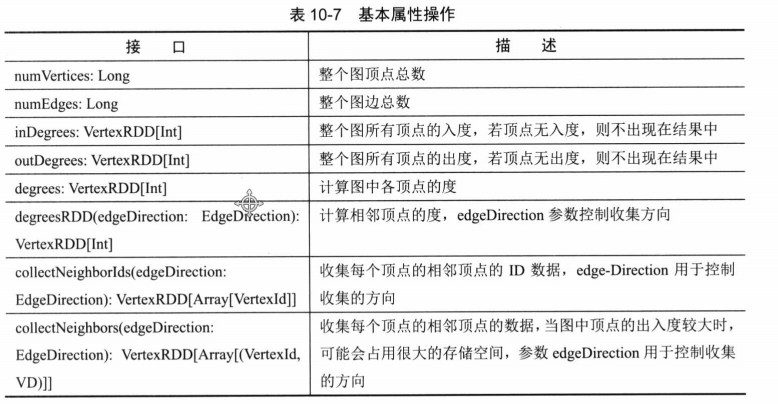 表 10-7 基本属性操作
接 口 描 述
numVertices: Long 整个图顶点总数
numEdges: Long 整个图边总数
inDegrees: VertexRDD[Int] 整个图所有顶点的入度，若顶点无入度，则不出现在结果中
outDegrees: VertexRDD[Int] 整个图所有顶点的出度，若顶点无出度，则不出现在结果中
degrees: VertexRDD[Int] 计算图中各顶点的度
degreesRDD(edgeDirection: EdgeDirection): 计算相邻顶点的度，edgeDirection 参数控制收集方向
VertexRDD[Int]
collectNeighborIds(edgeDirection: 收集每个顶点的相邻顶点的 ID 数据，edge-Direction 用于控制
EdgeDirection): VertexRDD[Array[VertexId]] 收集的方向
collectNeighbors(edgeDirection: 收集每个顶点的相邻顶点的数据，当图中顶点的出入度较大时，
EdgeDirection): VertexRDD[Array[(VertexId, 可能会占用很大的存储空间，参数 edgeDirection 用于控制收集
VD)]] 的方向